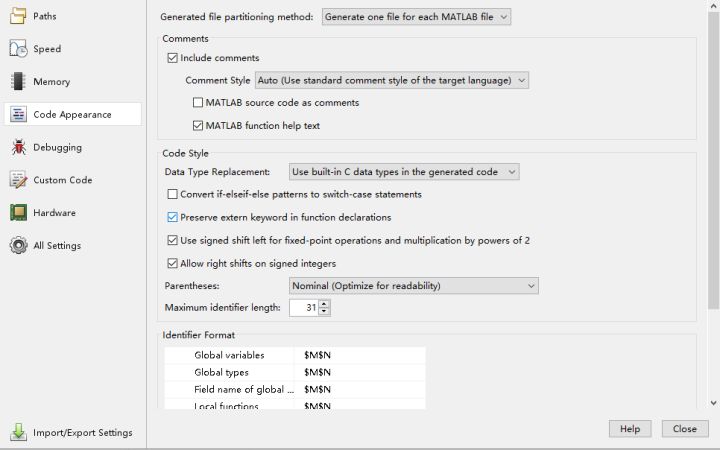 Paths
Speed
Memory
Code Appearance
Debugging
Custom Code
Hardware
All Settings
Import/Export Settings
Generated file partitioning method: Generate one file for each MATLAB file
Comments
Include comments
Comment Style Auto (Use standard comment style of the target language)
MATLAB source code as comments
MATLAB function help text
Code Style
Data Type Replacement: Use built-in C data types in the generated code
Convert if-elseif-else patterns to switch-case statements
Preserve extern keyword in function declarations
Use signed shift left for fixed-point operations and multiplication by powers of 2
Allow right shifts on signed integers
Parentheses: Nominal (Optimize for readability)
Maximum identifier length: 31
Identifier Format
Global variables $M$N
Global types $M$N
Field name of global ... $M$N
Local functions $M$N
Help Close